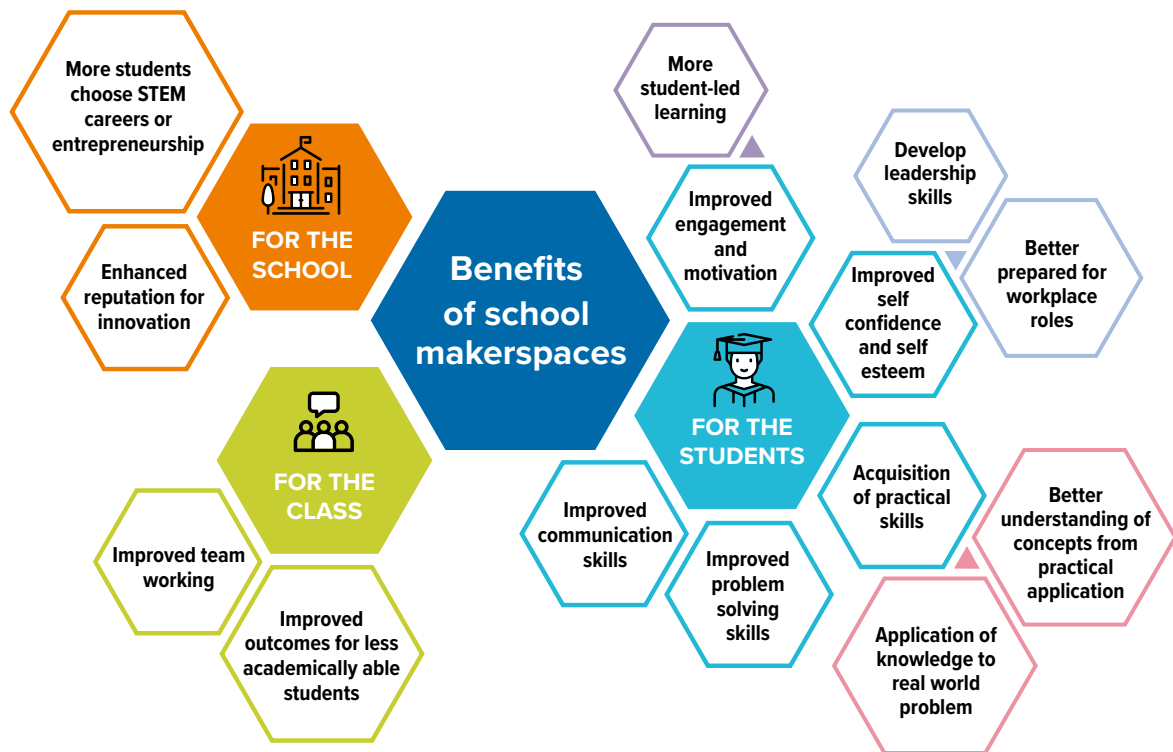 Benefits
of school
makerspaces
FOR THE
SCHOOL
More students
choose STEM
careers or
entrepreneurship
Enhanced
reputation for
innovation
FOR THE
CLASS
Improved team
working
Improved
outcomes for less
academically able
students
FOR THE
STUDENTS
Improved
engagement
and
motivation
More
student-led
learning
Improved
self
confidence
and self
esteem
Develop
leadership
skills
Better
prepared for
workplace
roles
Acquisition
of practical
skills
Better
understanding of
concepts from
practical
application
Application of
knowledge to
real world
problem
Improved
problem
solving
skills
Improved
communication
skills